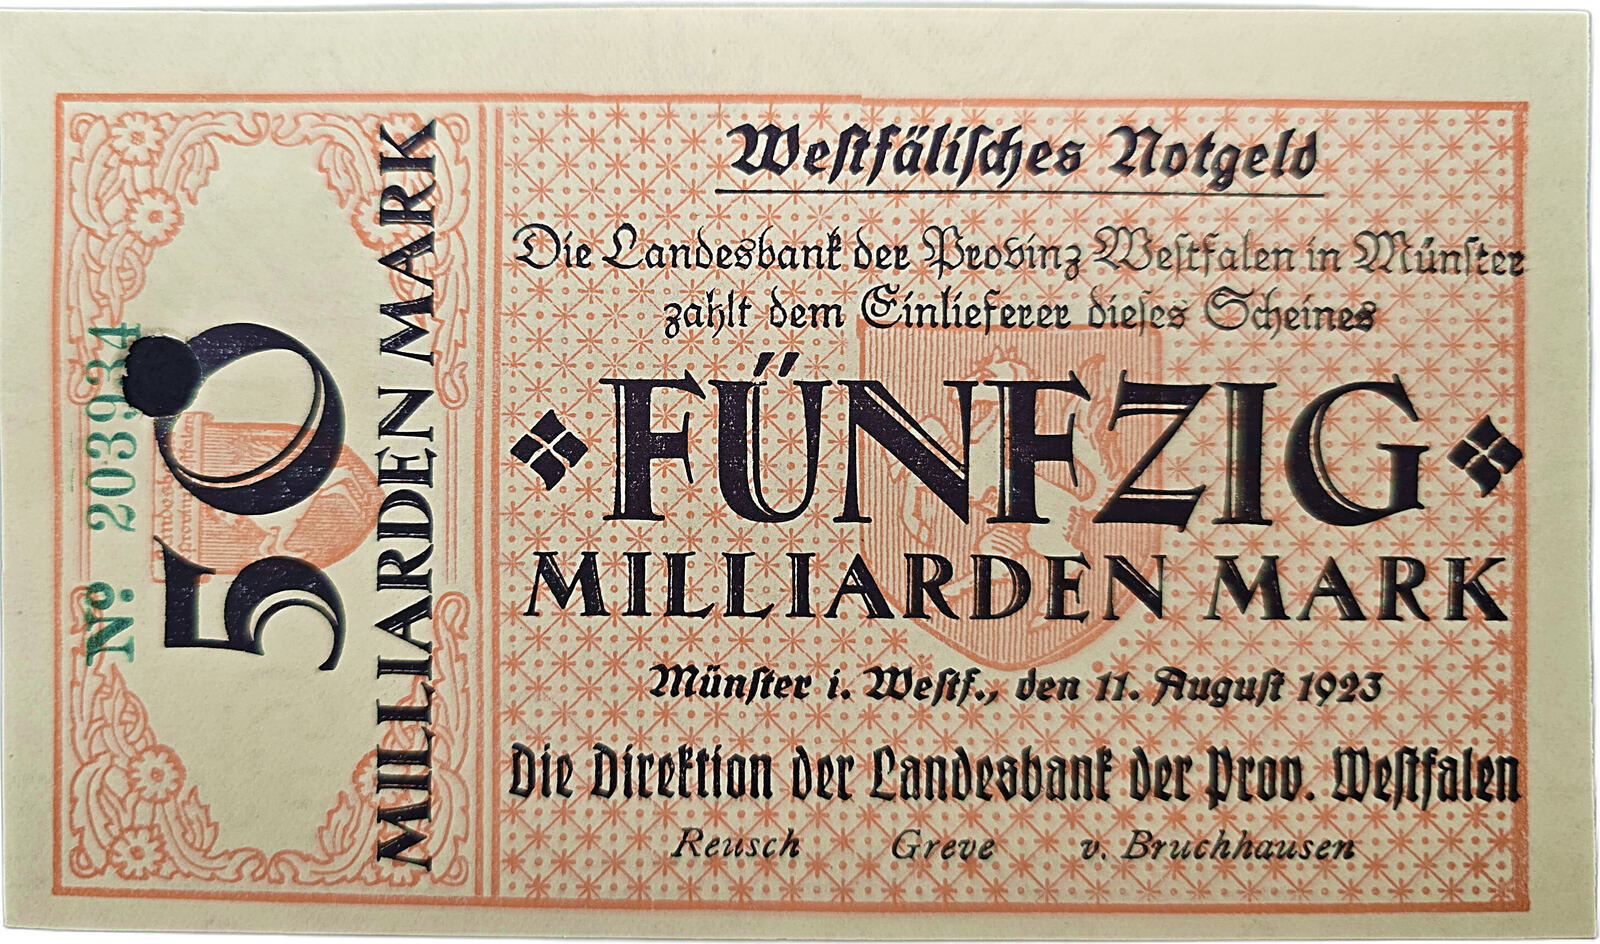 Nº 203934
50
MILLIARDEN MARK
Westfälisches Notgeld
Die Landesbank der Provinz Westfalen in Münster
zahlt dem Einlieferer dieses Scheines
FÜNFZIG
MILLIARDEN MARK
Münster i. Westf., den 11. August 1923
Die Direktion der Landesbank der Prov. Westfalen
Reusch Greve v. Bruchhausen